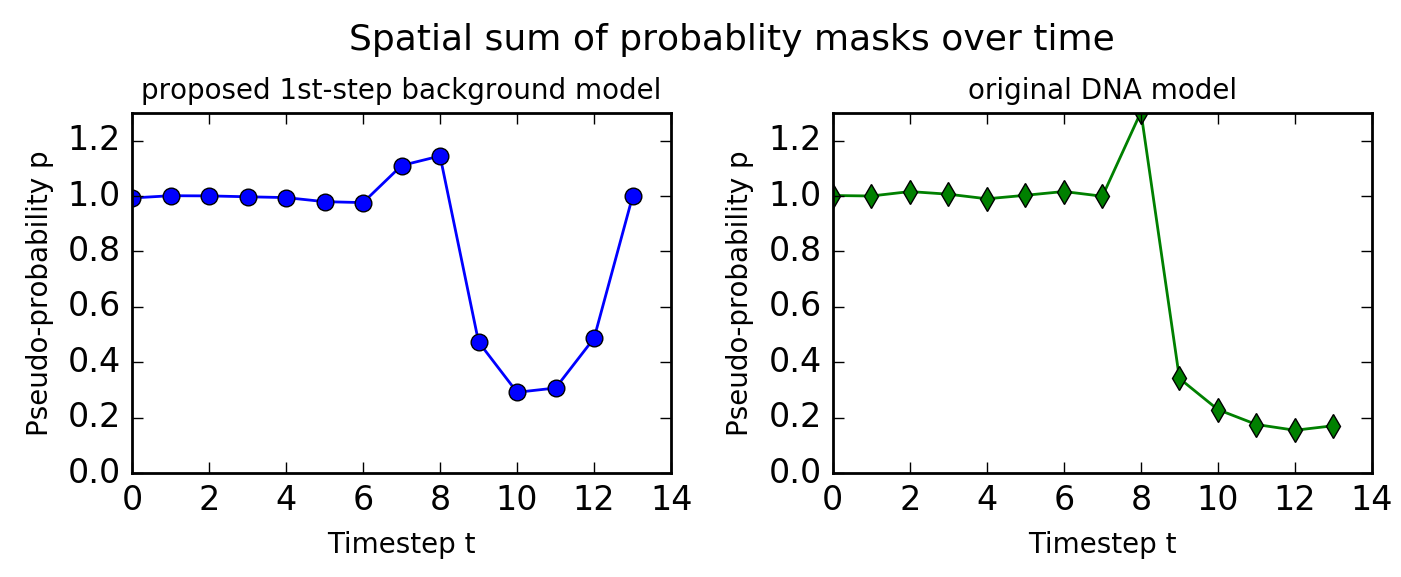 Spatial sum of probablity masks over time
proposed 1st-step background model
Pseudo-probability p
1.2
1.0
0.8
0.6
0.4
0.2
0.0
0 2 4 6 8 10 12 14
Timestep t
original DNA model
Pseudo-probability p
1.2
1.0
0.8
0.6
0.4
0.2
0.0
0 2 4 6 8 10 12 14
Timestep t